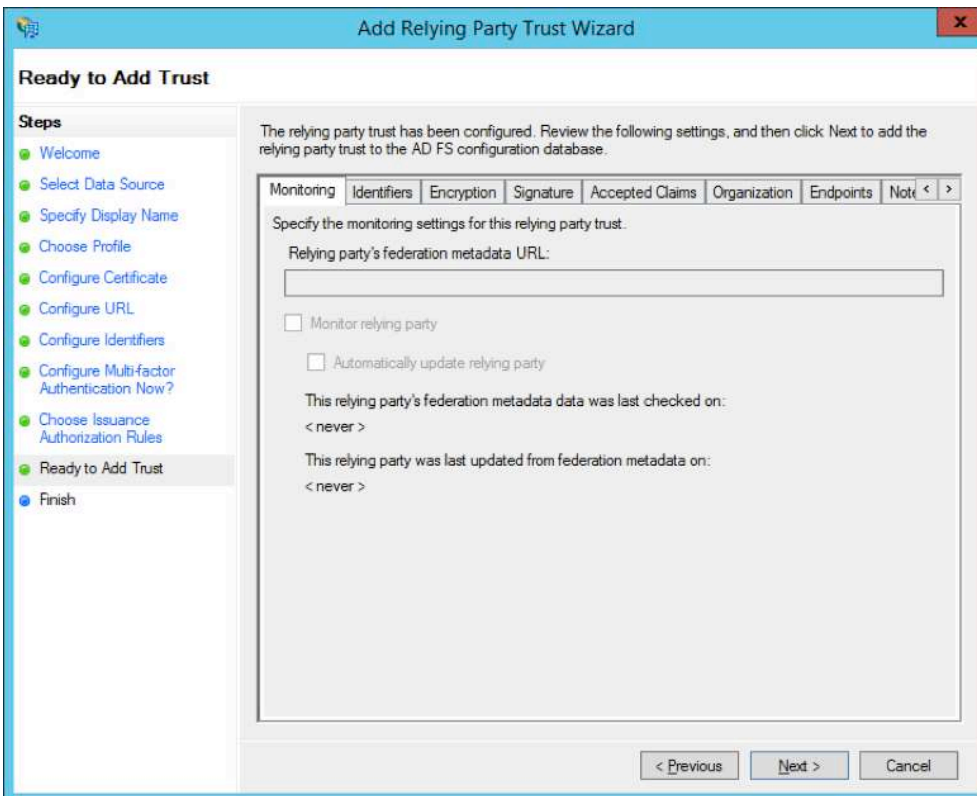 Add Relying Party Trust Wizard
x
Ready to Add Trust
Steps
Welcome
Select Data Source
Specify Display Name
Choose Profile
Configure Certificate
Configure URL
Configure Identifiers
Configure Multi-factor
Authentication Now?
Choose Issuance
Authorization Rules
Ready to Add Trust
Finish
The relying party trust has been configured. Review the following settings, and then click Next to add the
relying party trust to the AD FS configuration database.
Monitoring Identifiers Encryption Signature Accepted Claims Organization Endpoints Note < >
Specify the monitoring settings for this relying party trust.
Relying party's federation metadata URL:
Monitor relying party
Automatically update relying party
This relying party's federation metadata data was last checked on:
< never >
This relying party was last updated from federation metadata on:
< never >
< Previous Next > Cancel